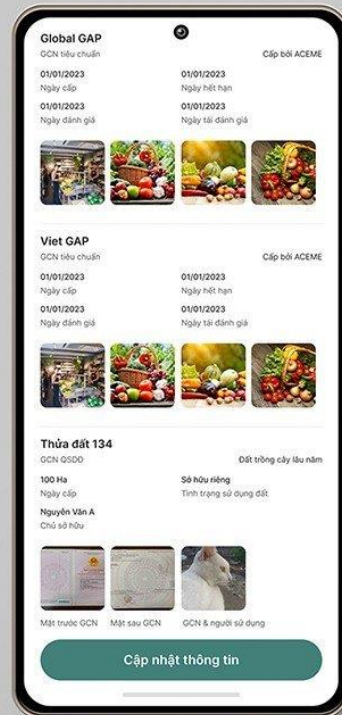 Global GAP
GCN tiêu chuẩn Cấp bởi ACEME
01/01/2023 01/01/2023
Ngày cấp Ngày hết hạn
01/01/2023 01/01/2023
Ngày đánh giá Ngày tái đánh giá
Viet GAP
GCN tiêu chuẩn Cấp bởi ACEME
01/01/2023 01/01/2023
Ngày cấp Ngày hết hạn
01/01/2023 01/01/2023
Ngày đánh giá Ngày tái đánh giá
Thửa đất 134
GCN QSDĐ Đất trồng cây lâu năm
100 Ha Sở hữu riêng
Ngày cấp Tình trạng sử dụng đất
Nguyễn Văn A
Chủ sở hữu
Mặt trước GCN Mặt sau GCN GCN & người sử dụng
Cập nhật thông tin